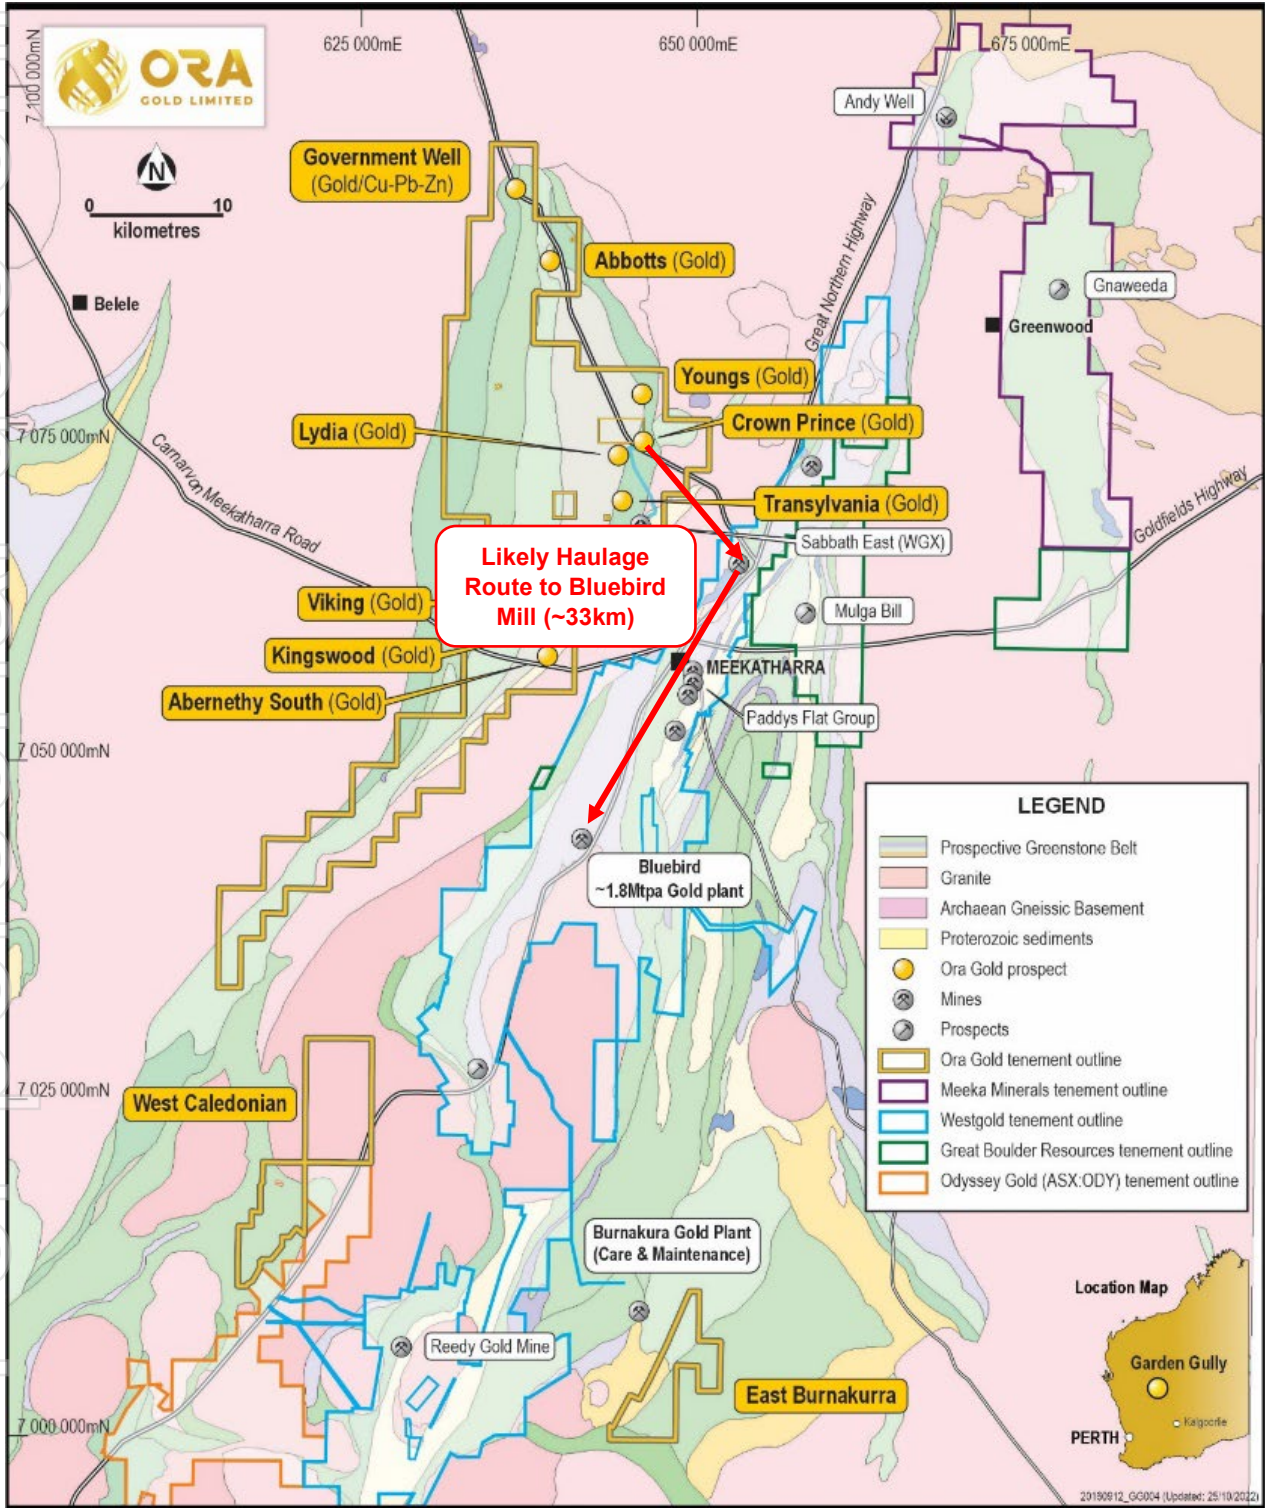 625 000mE
650 000mE
675 000mE
7 100 000mN
ORA
GOLD LIMITED
N
0 10
kilometres
Government Well
(Gold/Cu-Pb-Zn)
Andy Well
Abbotts (Gold)
Great Northern Highway
Gnaweeda
Belele
Greenwood
Youngs (Gold)
Crown Prince (Gold)
Lydia (Gold)
7 075 000mN
Carnarvon Meekatharra Road
Goldfields Highway
Transylvania (Gold)
Sabbath East (WGX)
Likely Haulage
Route to Bluebird
Mill (~33km)
Viking (Gold)
Mulga Bill
Kingswood (Gold)
MEEKATHARRA
Abernethy South (Gold)
Paddys Flat Group
7 050 000mN
Bluebird
~1.8Mtpa Gold plant
LEGEND
Prospective Greenstone Belt
Granite
Archaean Gneissic Basement
Proterozoic sediments
Ora Gold prospect
Mines
Prospects
Ora Gold tenement outline
Meeka Minerals tenement outline
Westgold tenement outline
Great Boulder Resources tenement outline
Odyssey Gold (ASX:ODY) tenement outline
7 025 000mN
West Caledonian
Burnakura Gold Plant
(Care & Maintenance)
Reedy Gold Mine
East Burnakurra
7 000 000mN
Location Map
Garden Gully
Kalgoorlie
PERTH
20190912_GG004 (Updated: 25/10/2022)